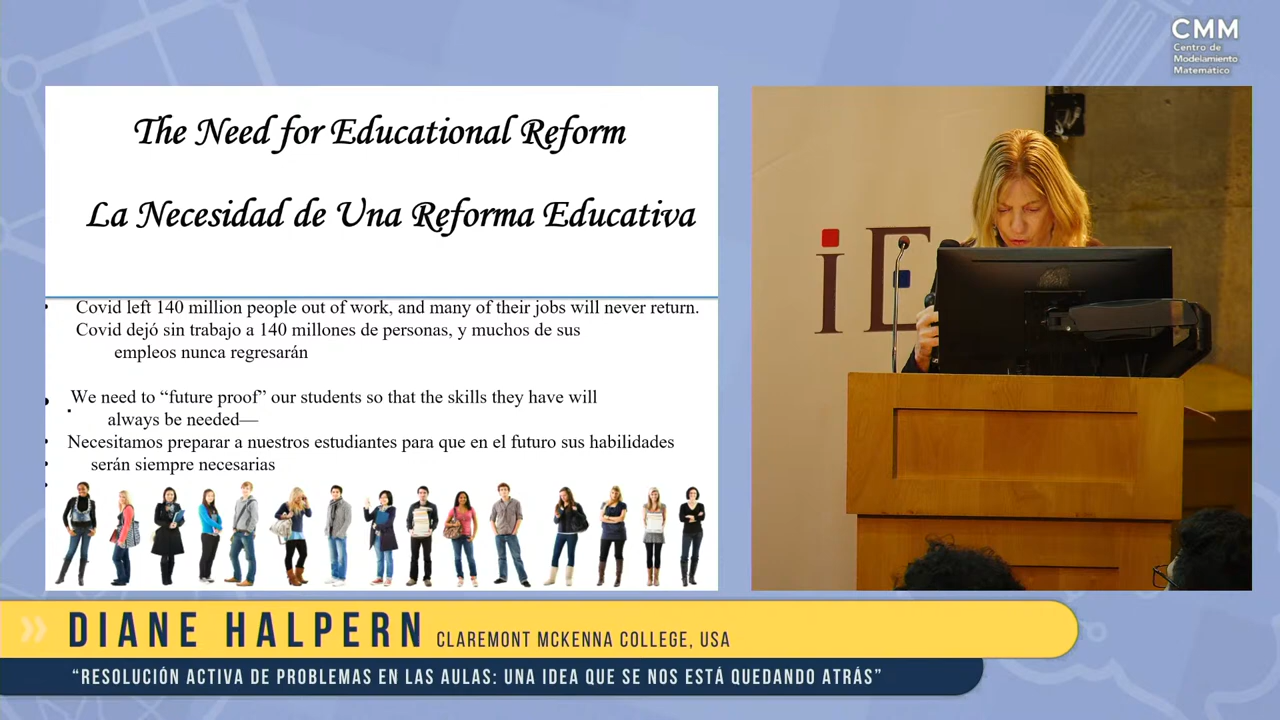 CMM
Centro de
Modelamiento
Matemático
The Need for Educational Reform
La Necesidad de Una Reforma Educativa
• Covid left 140 million people out of work, and many of their jobs will never return.
Covid dejó sin trabajo a 140 millones de personas, y muchos de sus
empleos nunca regresarán
• We need to “future proof” our students so that the skills they have will
always be needed—
• Necesitamos preparar a nuestros estudiantes para que en el futuro sus habilidades
• serán siempre necesarias
iE
» DIANE HALPERN CLAREMONT MCKENNA COLLEGE, USA
“RESOLUCIÓN ACTIVA DE PROBLEMAS EN LAS AULAS: UNA IDEA QUE SE NOS ESTÁ QUEDANDO ATRÁS”